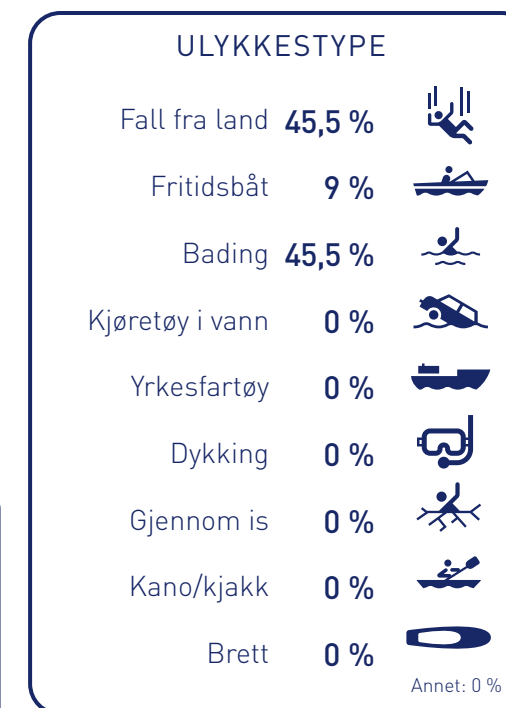 ULYKKESTYPE
Fall fra land 45,5 %
Fritidsbåt 9 %
Bading 45,5 %
Kjøretøy i vann 0 %
Yrkesfartøy 0 %
Dykking 0 %
Gjennom is 0 %
Kano/kjakk 0 %
Brett 0 %
Annet: 0 %